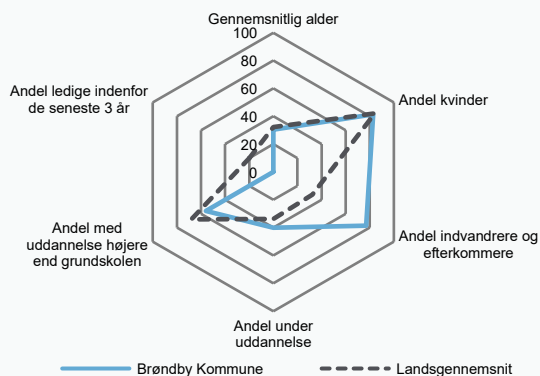 Gennemsnitlig alder
100
80
60
40
20
0
Andel kvinder
Andel ledige indenfor
de seneste 3 år
Andel indvandrere og
efterkommere
Andel med
uddannelse højere
end grundskolen
Andel under
uddannelse
Brøndby Kommune
Landsgennemsnit